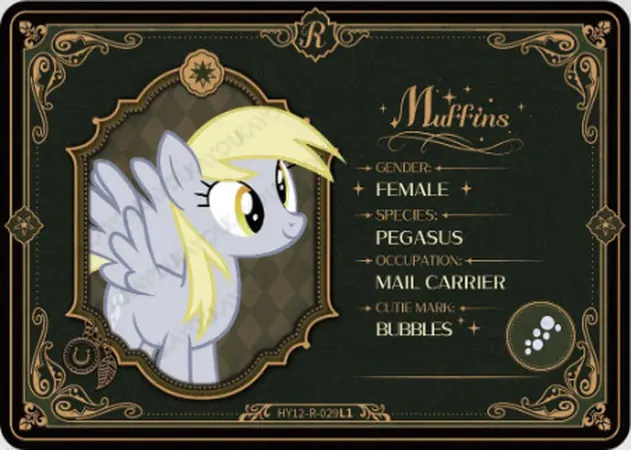 R
Muffins
GENDER:
FEMALE
SPECIES:
PEGASUS
OCCUPATION:
MAIL CARRIER
CUTIE MARK:
BUBBLES
HY12-R-029L1